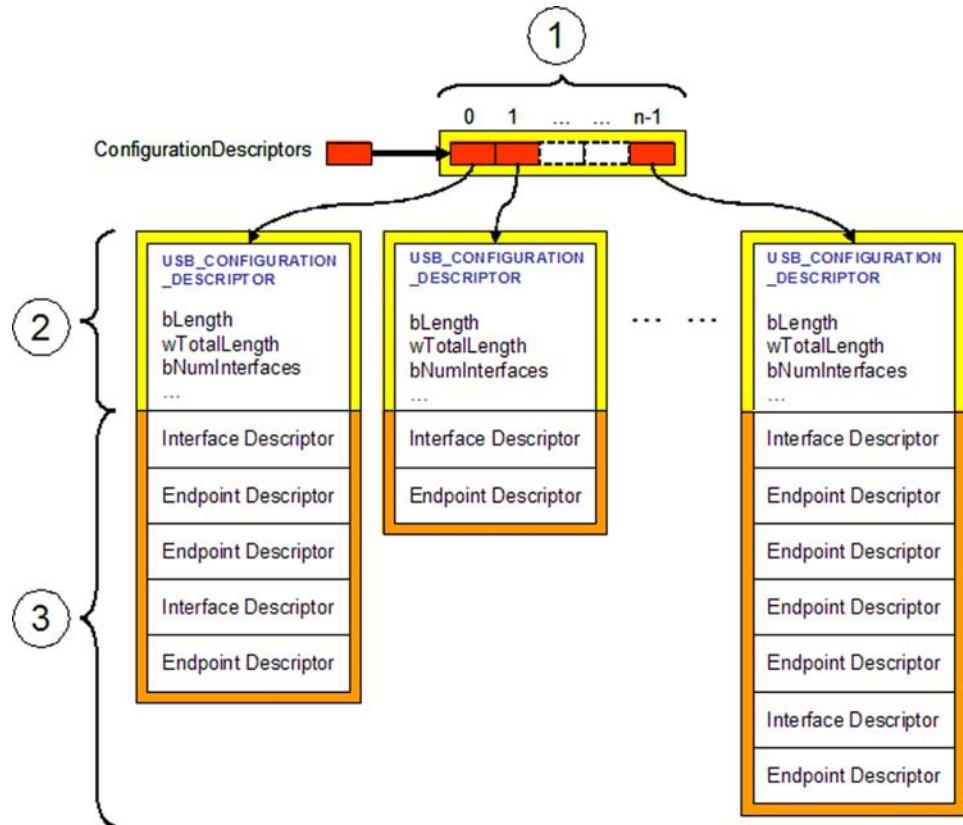 1
0 1 ... ... n-1
ConfigurationDescriptors
2
USB_CONFIGURATION
_DESCRIPTOR
bLength
wTotalLength
bNumInterfaces
...
USB_CONFIGURATION
_DESCRIPTOR
bLength
wTotalLength
bNumInterfaces
...
... ...
USB_CONFIGURATION
_DESCRIPTOR
bLength
wTotalLength
bNumInterfaces
...
3
Interface Descriptor
Endpoint Descriptor
Endpoint Descriptor
Interface Descriptor
Endpoint Descriptor
Interface Descriptor
Endpoint Descriptor
Interface Descriptor
Endpoint Descriptor
Endpoint Descriptor
Endpoint Descriptor
Endpoint Descriptor
Interface Descriptor
Endpoint Descriptor